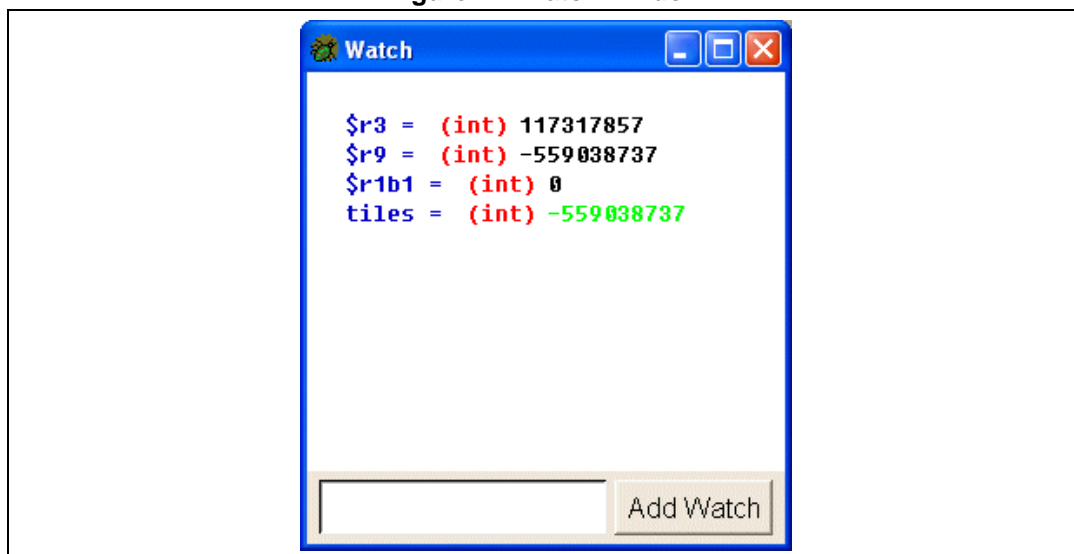 Watch
$r3 = (int) 117317857
$r9 = (int) -559038737
$r1b1 = (int) 0
tiles = (int) -559038737
Add Watch